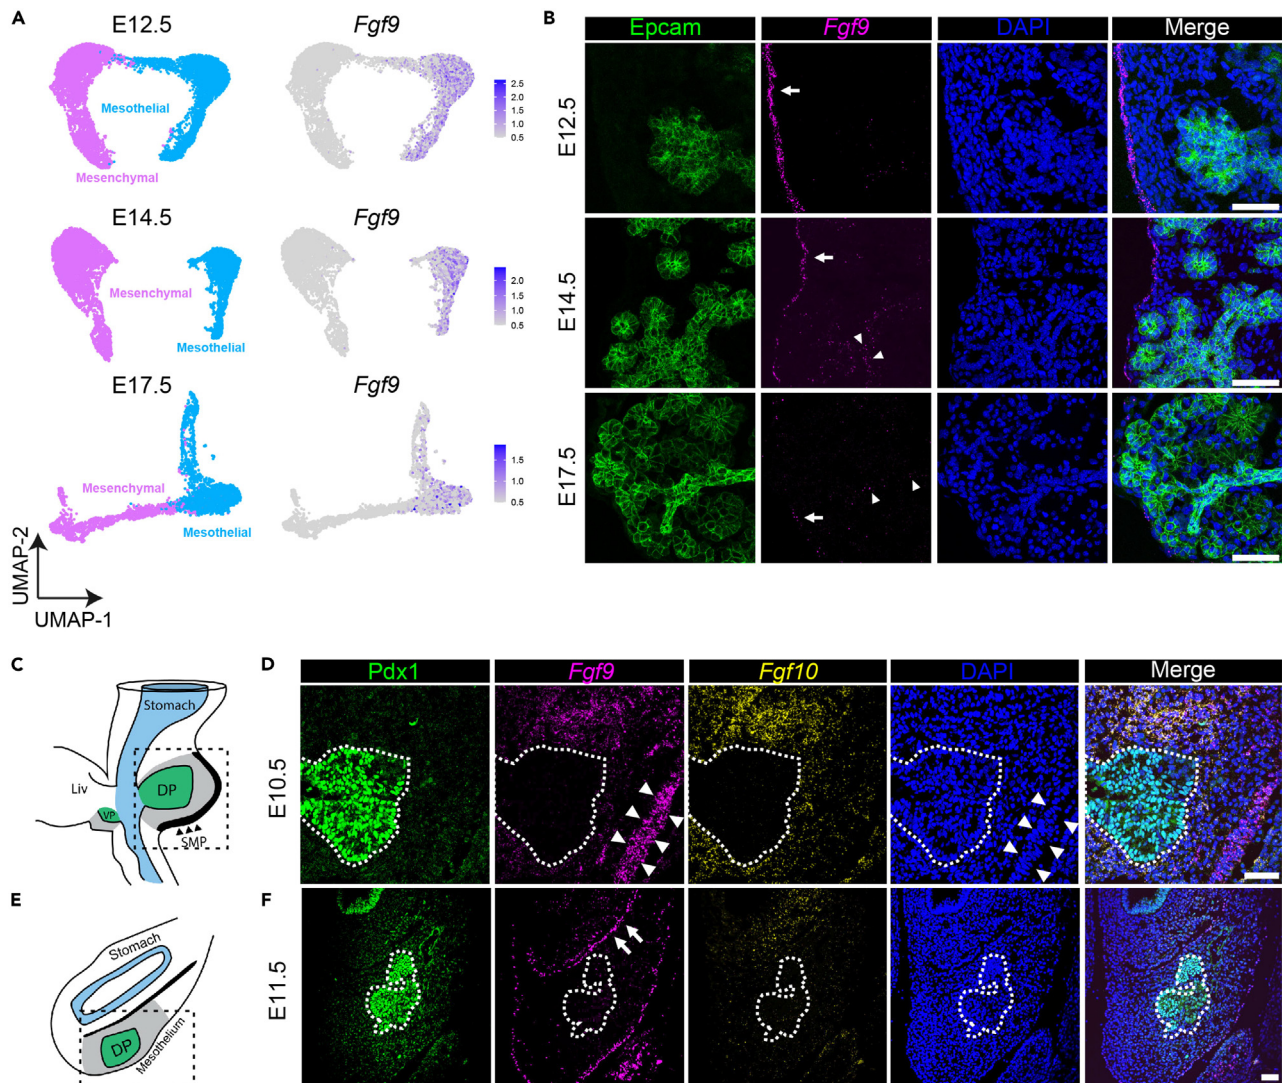 A
E12.5
Fgf9
Mesothelial
Mesenchymal
2.5
2.0
1.5
1.0
0.5
E14.5
Fgf9
Mesenchymal
Mesothelial
2.0
1.5
1.0
0.5
E17.5
Fgf9
Mesenchymal
Mesothelial
1.5
1.0
0.5
UMAP-2
UMAP-1
B
Epcam
Fgf9
DAPI
Merge
E12.5
E14.5
E17.5
C
Stomach
Liv
DP
VP
SMP
D
Pdx1
Fgf9
Fgf10
DAPI
Merge
E10.5
E
Stomach
DP
Mesothelium
F
E11.5